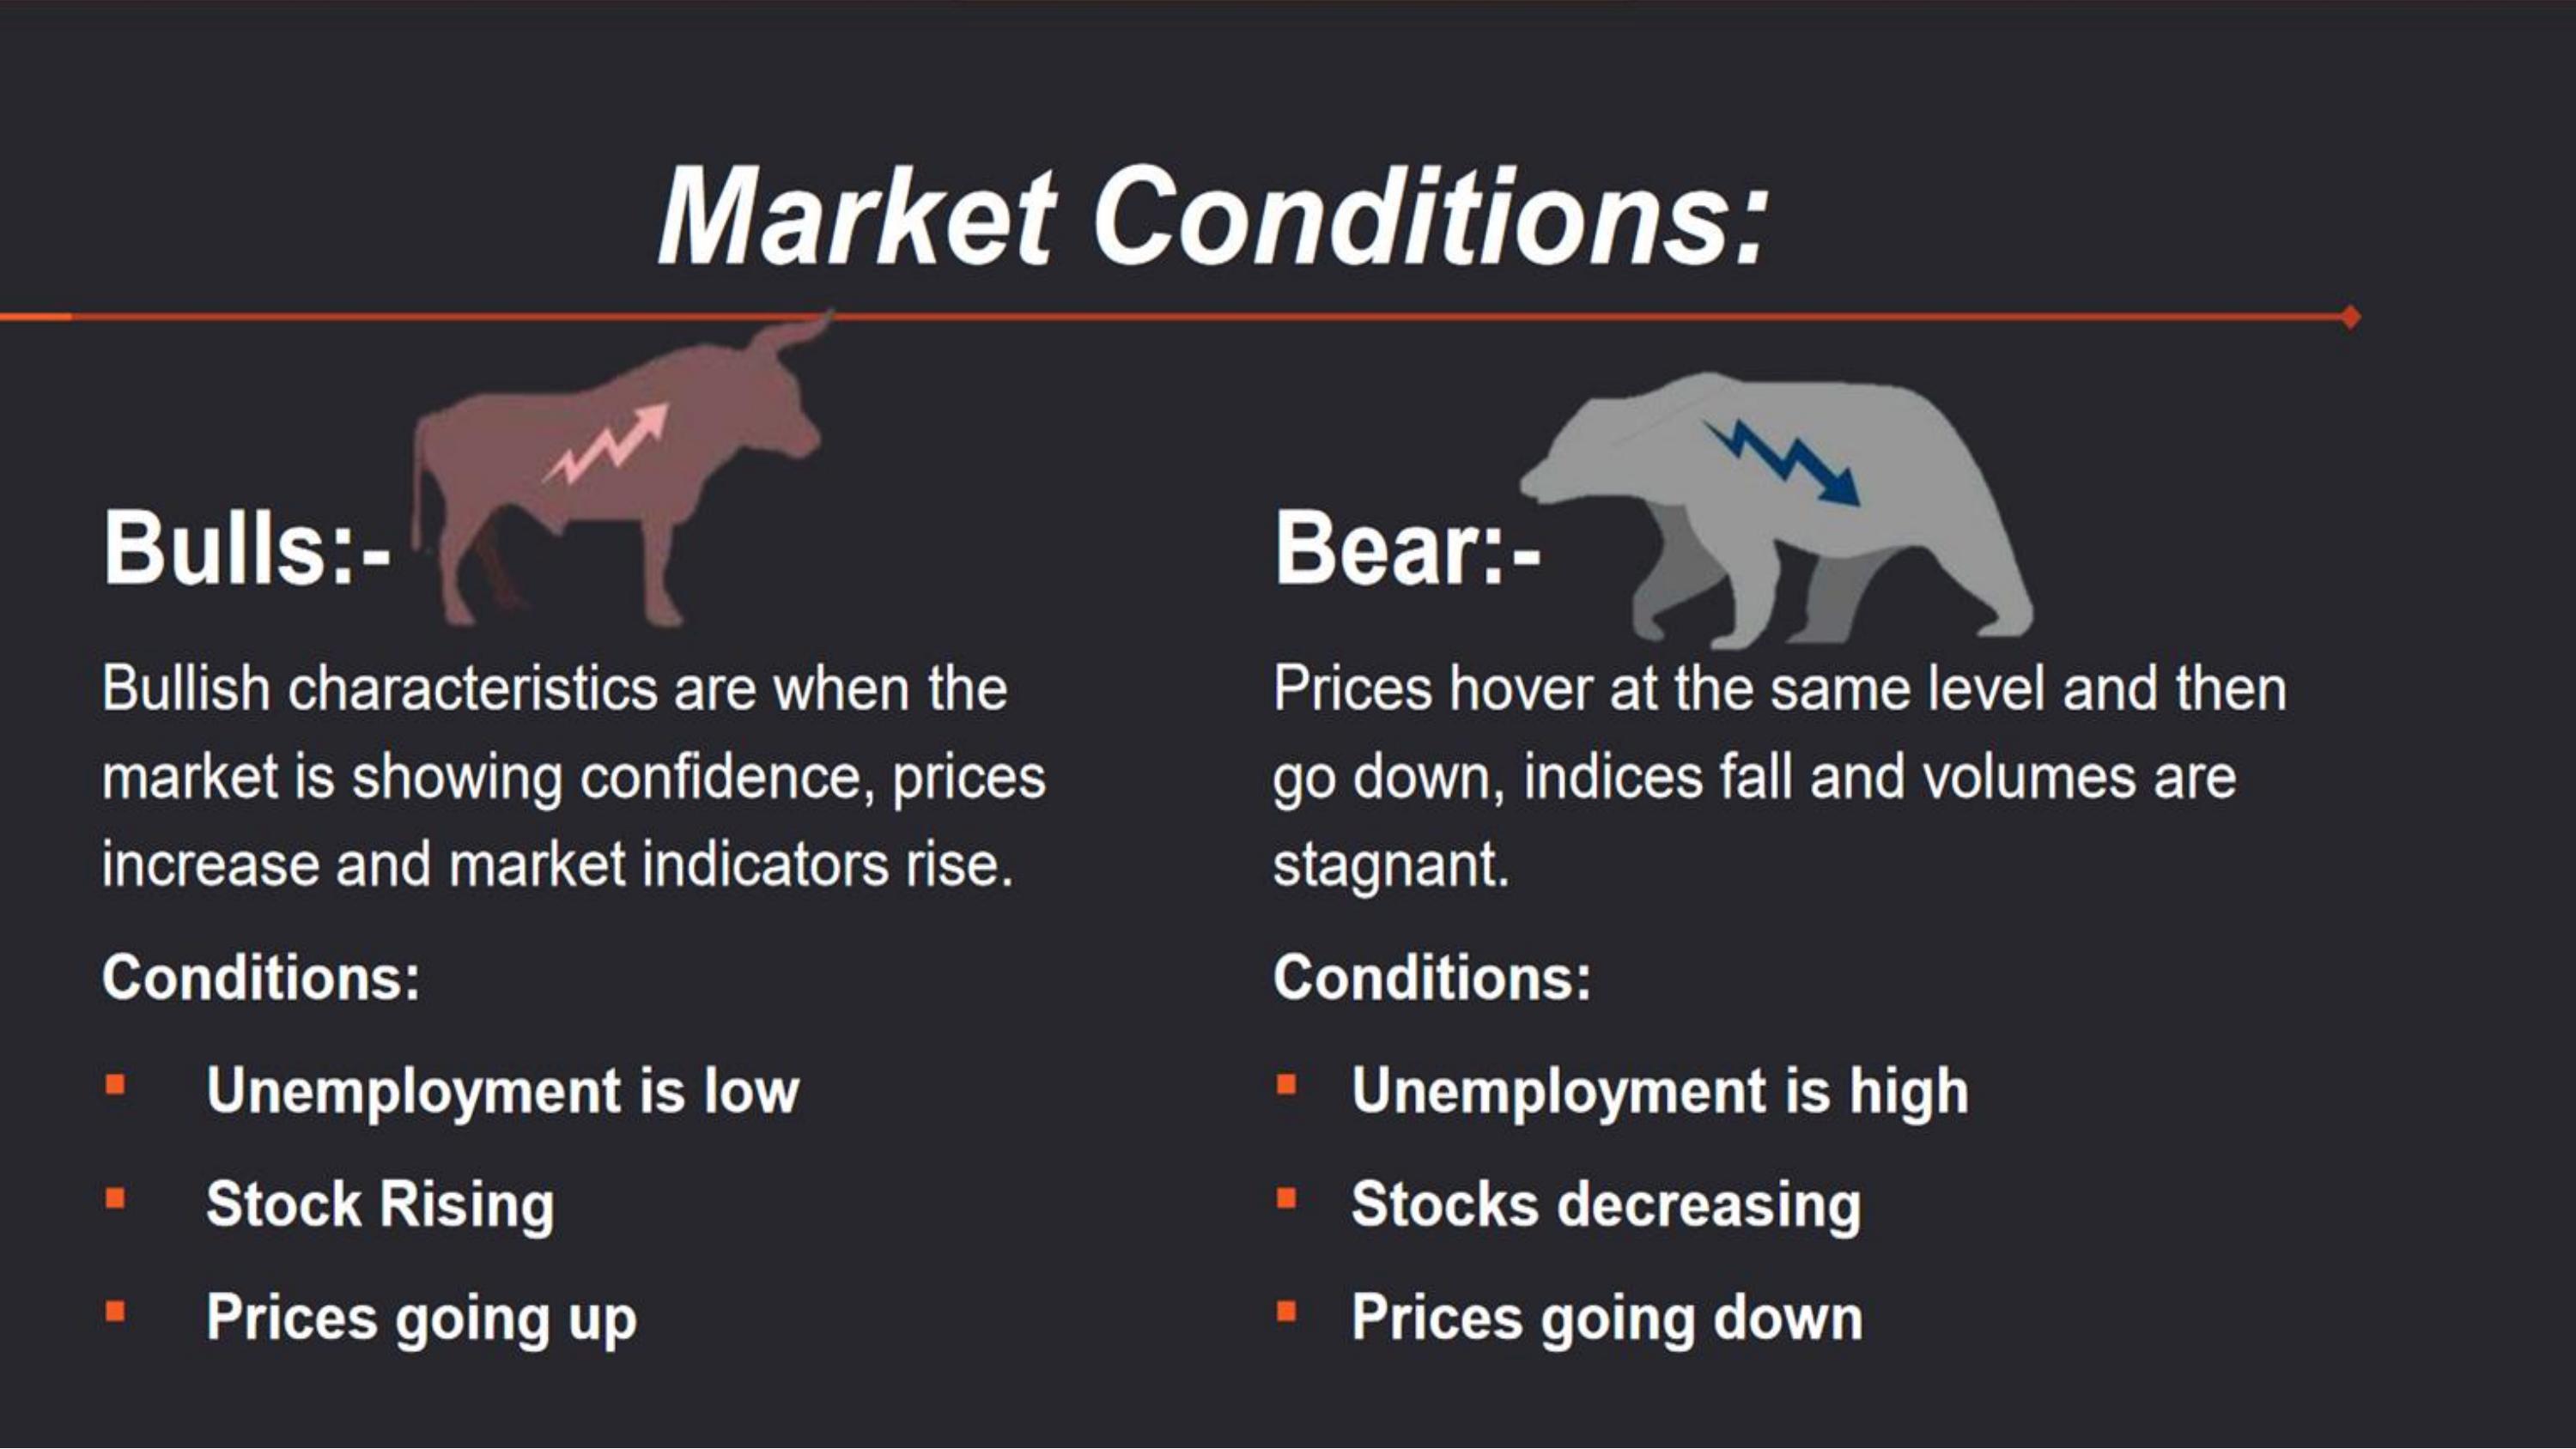 Market Conditions:
Bulls:-
Bullish characteristics are when the
market is showing confidence, prices
increase and market indicators rise.
Conditions:
▪ Unemployment is low
▪ Stock Rising
▪ Prices going up
Bear:-
Prices hover at the same level and then
go down, indices fall and volumes are
stagnant.
Conditions:
▪ Unemployment is high
▪ Stocks decreasing
▪ Prices going down